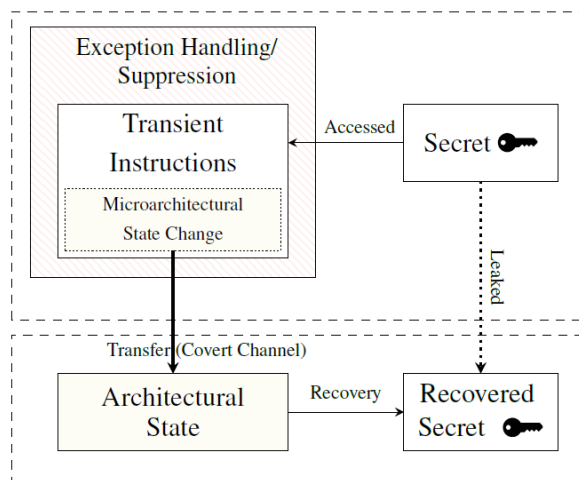 Exception Handling/
Suppression
Transient
Instructions
Microarchitectural
State Change
Accessed
Secret
Leaked
Transfer (Covert Channel)
Architectural
State
Recovery
Recovered
Secret